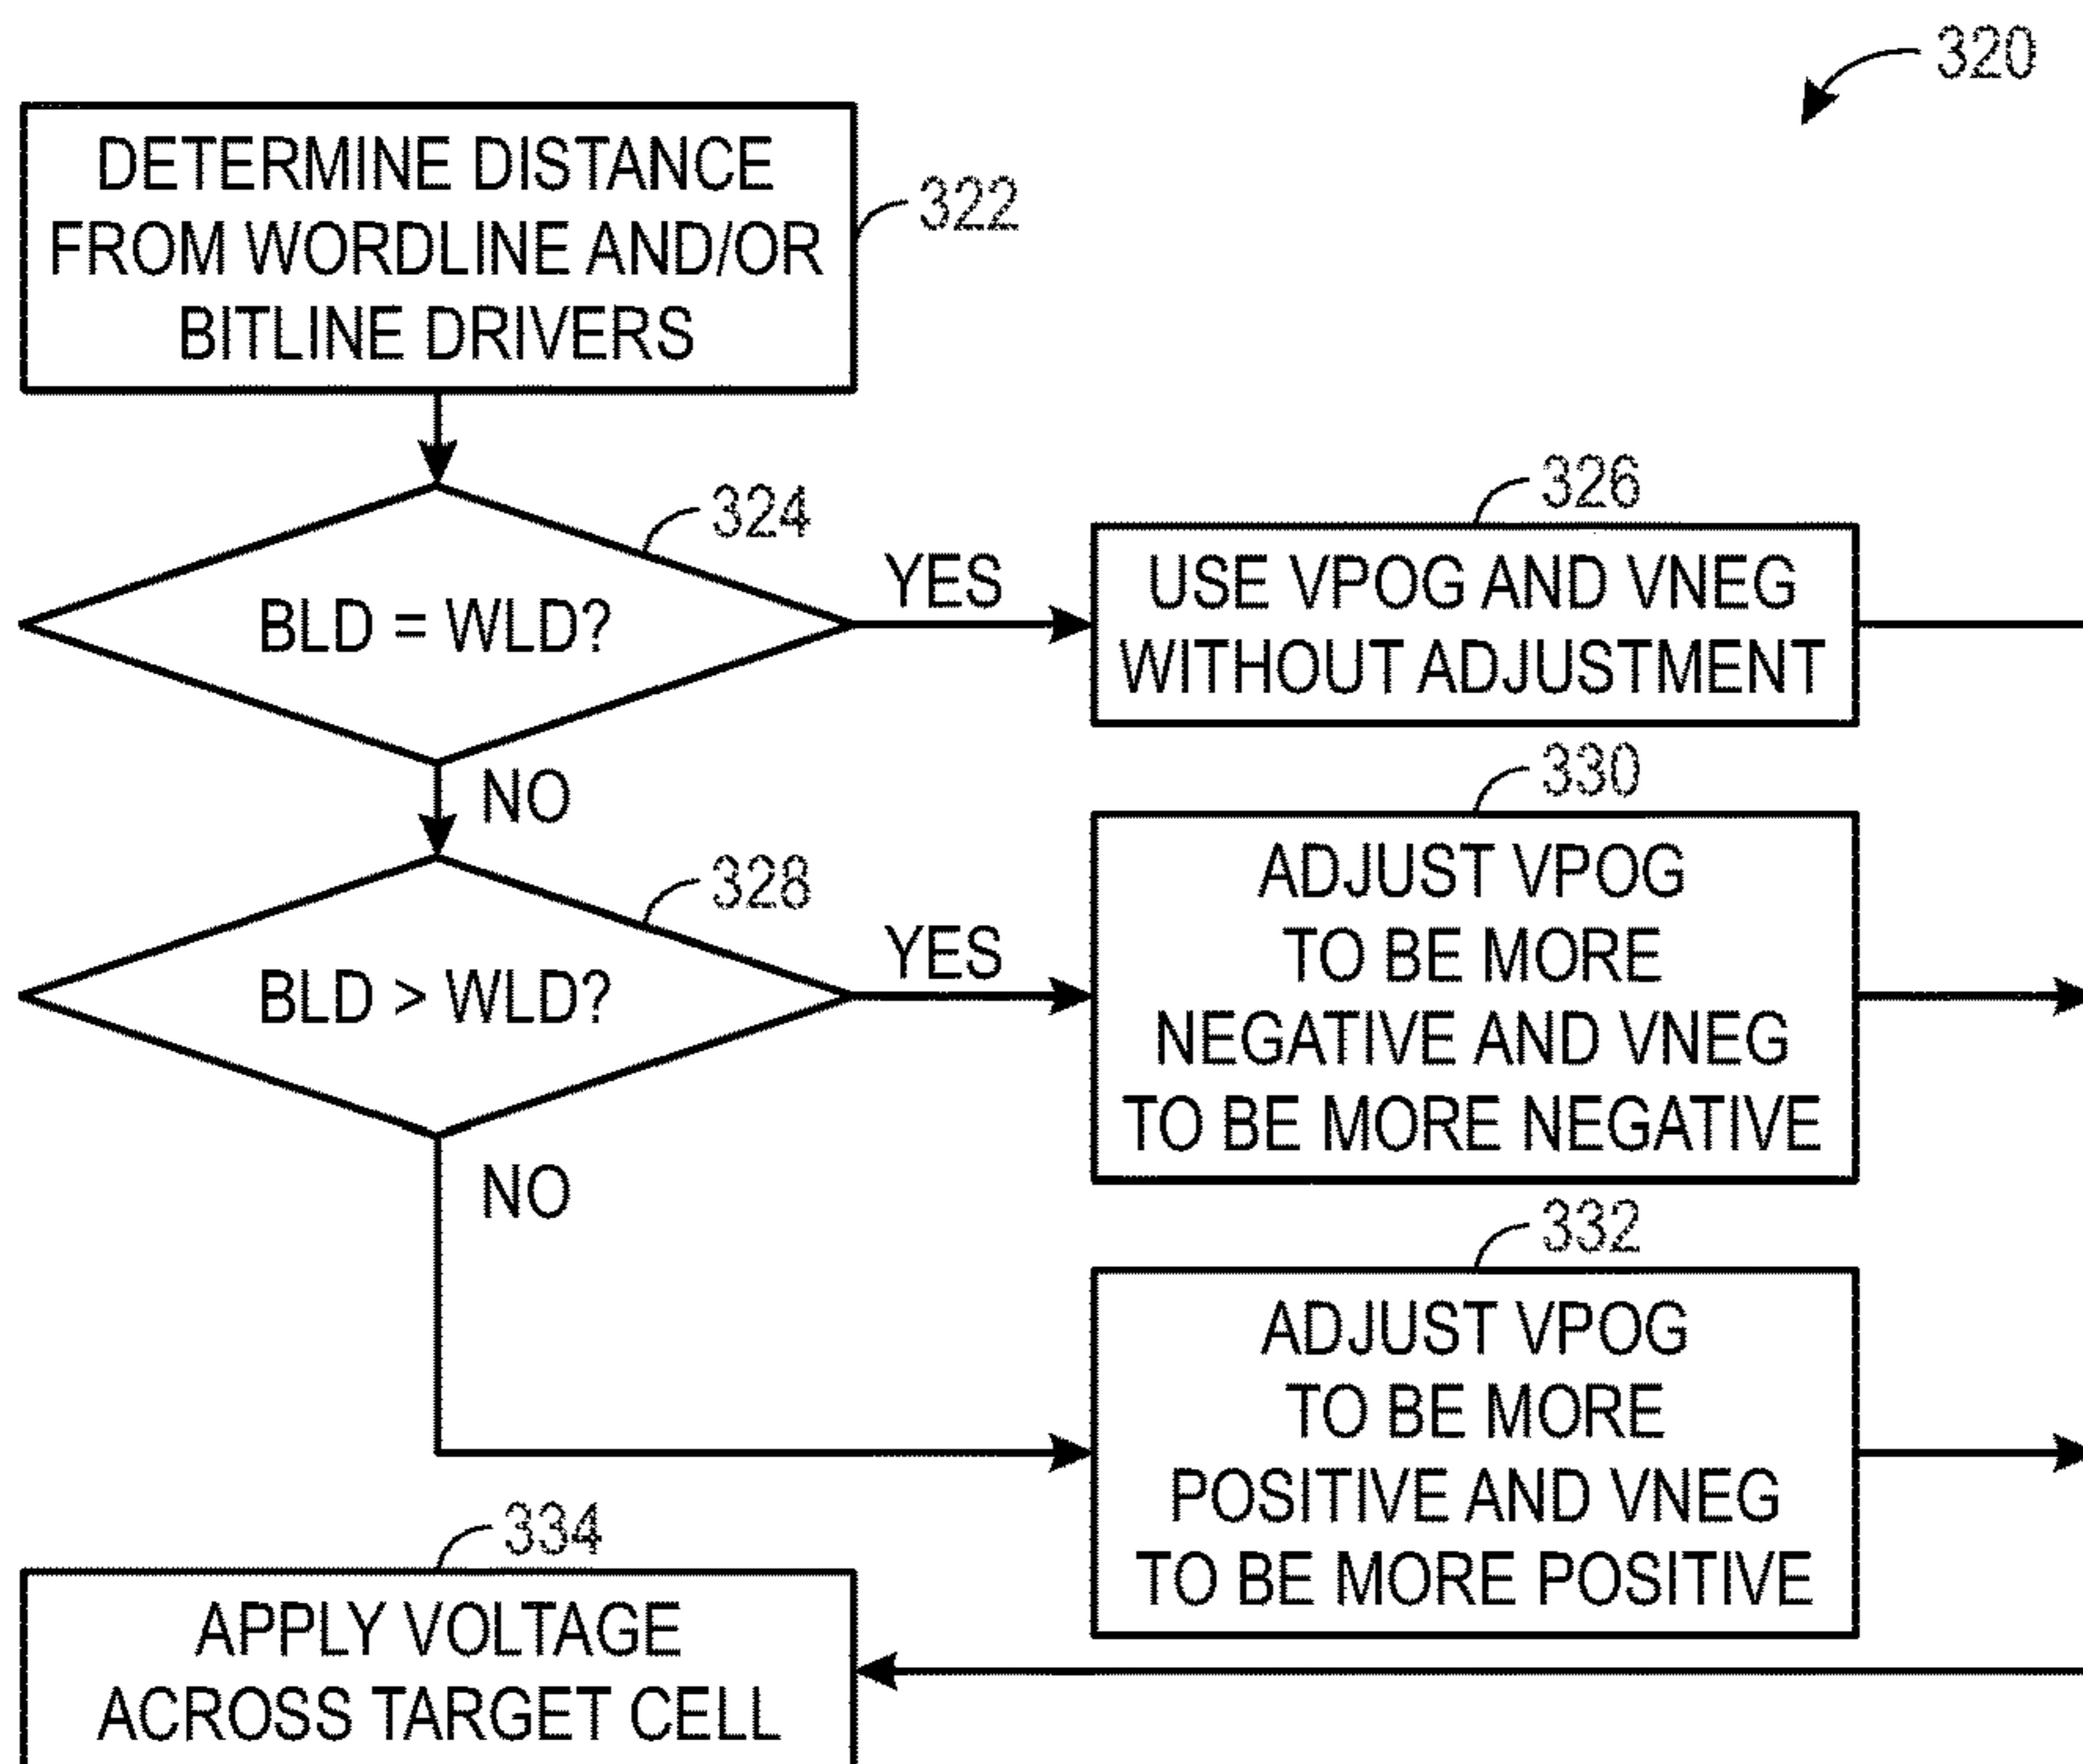 320
DETERMINE DISTANCE
FROM WORDLINE AND/OR
BITLINE DRIVERS
322
324
BLD = WLD?
YES
326
USE VPOG AND VNEG
WITHOUT ADJUSTMENT
NO
328
BLD > WLD?
YES
330
ADJUST VPOG
TO BE MORE
NEGATIVE AND VNEG
TO BE MORE NEGATIVE
NO
332
ADJUST VPOG
TO BE MORE
POSITIVE AND VNEG
TO BE MORE POSITIVE
334
APPLY VOLTAGE
ACROSS TARGET CELL